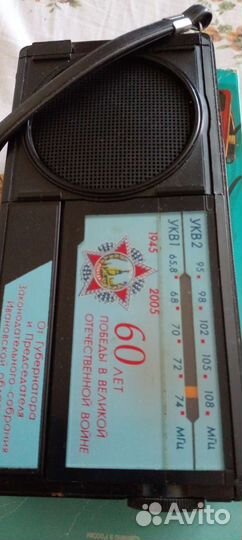 От Губернатора
и Председателя
Законодательного собрания
Ивановской
1945 2005
60 ЛЕТ
ПОБЕДЫ В ВЕЛИКОЙ
ОТЕЧЕСТВЕННОЙ ВОЙНЕ
УКВ1 65,8 68 70 72 74 МГц
УКВ2 95 98 102 105 108 МГц
Avito